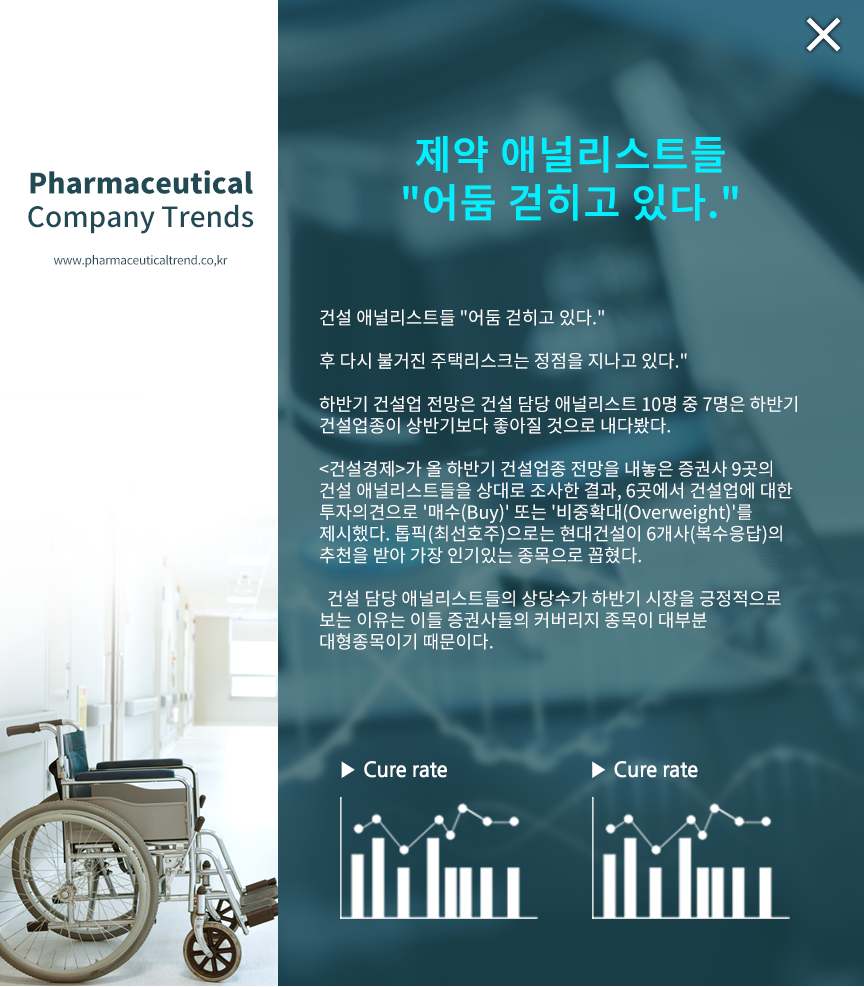 Pharmaceutical
Company Trends
www.pharmaceuticaltrend.co,kr
제약 애널리스트들
"어둠 걷히고 있다."
건설 애널리스트들 "어둠 걷히고 있다."
후 다시 불거진 주택리스크는 정점을 지나고 있다."
하반기 건설업 전망은 건설 담당 애널리스트 10명 중 7명은 하반기
건설업종이 상반기보다 좋아질 것으로 내다봤다.
<건설경제>가 올 하반기 건설업종 전망을 내놓은 증권사 9곳의
건설 애널리스트들을 상대로 조사한 결과, 6곳에서 건설업에 대한
투자의견으로 '매수(Buy)' 또는 '비중확대(Overweight)'를
제시했다. 톱픽(최선호주)으로는 현대건설이 6개사(복수응답)의
추천을 받아 가장 인기있는 종목으로 꼽혔다.
건설 담당 애널리스트들의 상당수가 하반기 시장을 긍정적으로
보는 이유는 이들 증권사들의 커버리지 종목이 대부분
대형종목이기 때문이다.
▶ Cure rate
▶ Cure rate